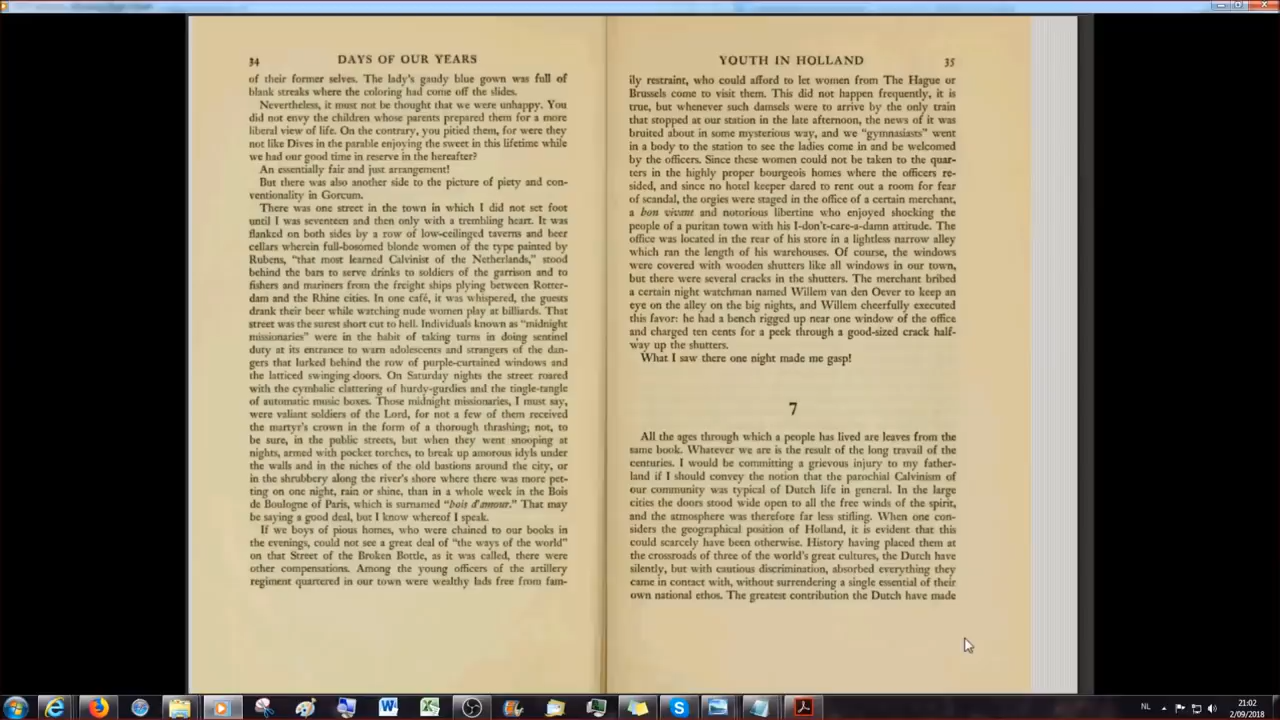 34 DAYS OF OUR YEARS
of their former selves. The lady's gaudy blue gown was full of
blank streaks where the coloring had come off the slides.
Nevertheless, it must not be thought that we were unhappy. You
did not envy the children whose parents prepared them for a more
liberal view of life. On the contrary, you pitied them, for were they
not like Dives in the parable enjoying the sweet in this lifetime while
we had our good time in reserve in the hereafter?
An essentially fair and just arrangement!
But there was also another side to the picture of piety and con-
ventionality in Gorcum.
There was one street in the town in which I did not set foot
until I was seventeen and then only with a trembling heart. It was
flanked on both sides by a row of low-ceilinged taverns and beer
cellars wherein full-bosomed blonde women of the type painted by
Rubens, "that most learned Calvinist of the Netherlands," stood
behind the bars to serve drinks to soldiers of the garrison and to
fishers and mariners from the freight ships plying between Rotter-
dam and the Rhine cities. In one café, it was whispered, the guests
drank their beer while watching nude women play at billiards. That
street was the surest short cut to hell. Individuals known as "midnight
missionaries" were in the habit of taking turns in doing sentinel
duty at its entrance to warn adolescents and strangers of the dan-
gers that lurked behind the row of purple-curtained windows and
the latticed swinging doors. On Saturday nights the street roared
with the cymbalic clattering of hurdy-gurdies and the tingle-tangle
of automatic music boxes. Those midnight missionaries, I must say,
were valiant soldiers of the Lord, for not a few of them received
the martyr's crown in the form of a thorough thrashing; not, to
be sure, in the public streets, but when they went snooping at
nights, armed with pocket torches, to break up amorous idyls under
the walls and in the niches of the old bastions around the city, or
in the shrubbery along the river's shore where there was more pet-
ting on one night, rain or shine, than in a whole week in the Bois
de Boulogne of Paris, which is surnamed "bois d'amour." That may
be saying a good deal, but I know whereof I speak.
If we boys of pious homes, who were chained to our books in
the evenings, could not see a great deal of "the ways of the world"
on that Street of the Broken Bottle, as it was called, there were
other compensations. Among the young officers of the artillery
regiment quartered in our town were wealthy lads free from fam-
YOUTH IN HOLLAND 35
ily restraint, who could afford to let women from The Hague or
Brussels come to visit them. This did not happen frequently, it is
true, but whenever such damsels were to arrive by the only train
that stopped at our station in the late afternoon, the news of it was
bruited about in some mysterious way, and we "gymnasiasts" went
in a body to the station to see the ladies come in and be welcomed
by the officers. Since these women could not be taken to the quar-
ters in the highly proper bourgeois homes where the officers re-
sided, and since no hotel keeper dared to rent out a room for fear
of scandal, the orgies were staged in the office of a certain merchant,
a bon vivant and notorious libertine who enjoyed shocking the
people of a puritan town with his I-don't-care-a-damn attitude. The
office was located in the rear of his store in a lightless narrow alley
which ran the length of his warehouses. Of course, the windows
were covered with wooden shutters like all windows in our town,
but there were several cracks in the shutters. The merchant bribed
a certain night watchman named Willem van den Oever to keep an
eye on the alley on the big nights, and Willem cheerfully executed
this favor: he had a bench rigged up near one window of the office
and charged ten cents for a peek through a good-sized crack half-
way up the shutters.
What I saw there one night made me gasp!
7
All the ages through which a people has lived are leaves from the
same book. Whatever we are is the result of the long travail of the
centuries. I would be committing a grievous injury to my father-
land if I should convey the notion that the parochial Calvinism of
our community was typical of Dutch life in general. In the large
cities the doors stood wide open to all the free winds of the spirit,
and the atmosphere was therefore far less stifling. When one con-
siders the geographical position of Holland, it is evident that this
could scarcely have been otherwise. History having placed them at
the crossroads of three of the world's great cultures, the Dutch have
silently, but with cautious discrimination, absorbed everything they
came in contact with, without surrendering a single essential of their
own national ethos. The greatest contribution the Dutch have made
NL
21:02
2/09/2018